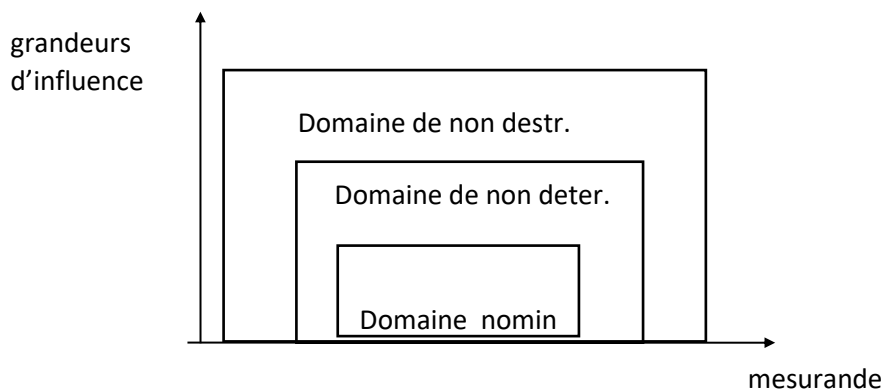 grandeurs
d’influence
Domaine de non destr.
Domaine de non deter.
Domaine nomin
mesurande